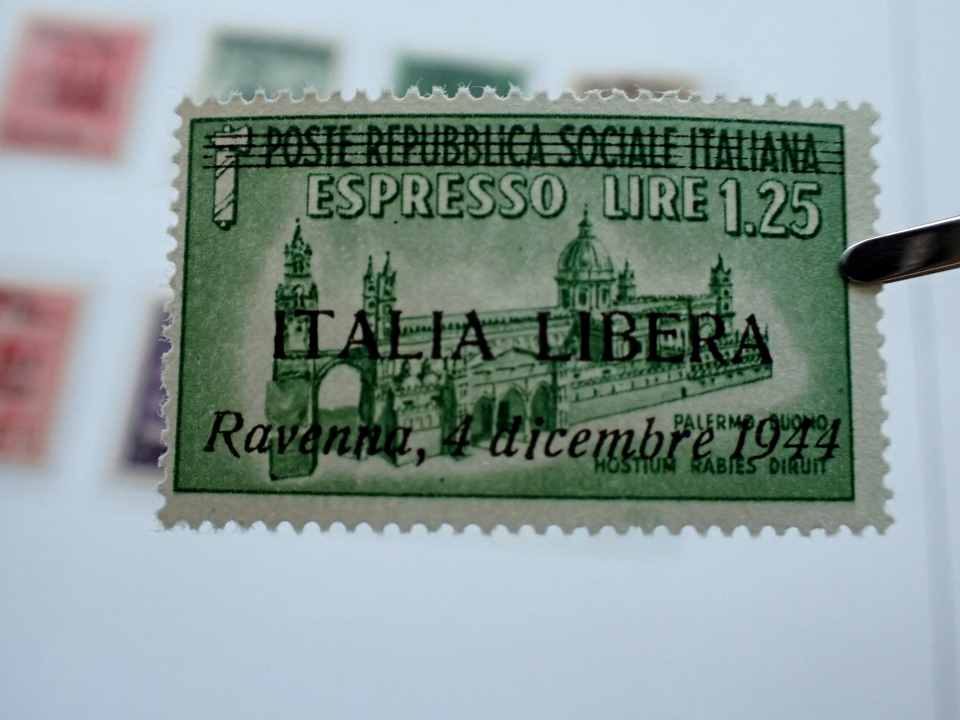 POSTE REPUBBLICA SOCIALE ITALIANA
ESPRESSO LIRE 1.25
ITALIA LIBERA
PALERMO DUOMO
Ravenna, 4 dicembre 1944
HOSTIUM RABIES DIRUIT